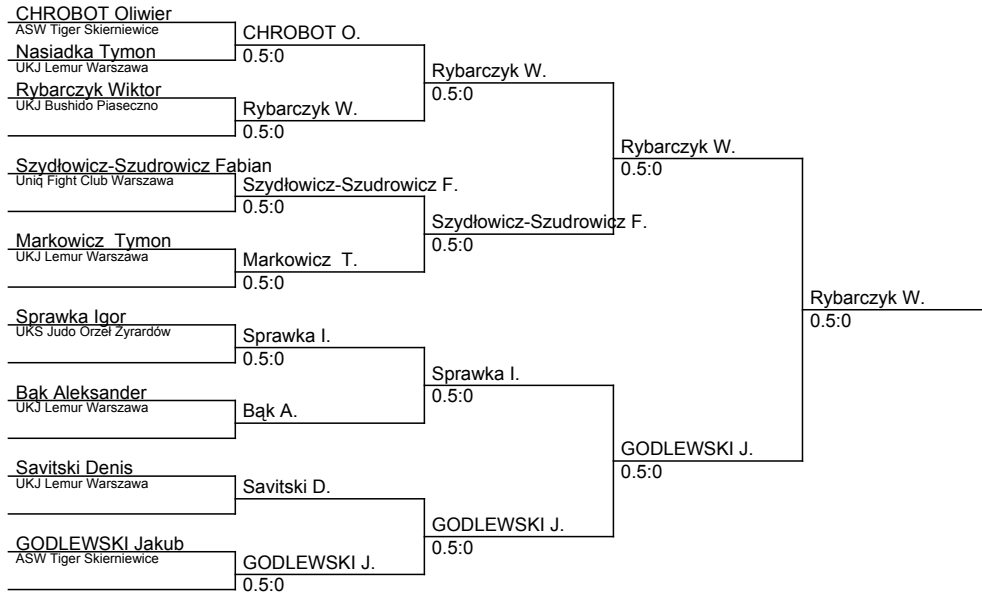 CHROBOT Oliwier
ASW Tiger Skierniewice
Nasiadka Tymon
UKJ Lemur Warszawa
Rybarczyk Wiktor
UKJ Bushido Piaseczno
Szydłowicz-Szudrowicz Fabian
Uniq Fight Club Warszawa
Markowicz  Tymon
UKJ Lemur Warszawa
Sprawka Igor
UKS Judo Orzeł Żyrardów
Bąk Aleksander
UKJ Lemur Warszawa
Savitski Denis
UKJ Lemur Warszawa
GODLEWSKI Jakub
ASW Tiger Skierniewice
CHROBOT O.
0.5:0
Rybarczyk W.
0.5:0
Szydłowicz-Szudrowicz F.
0.5:0
Markowicz  T.
0.5:0
Sprawka I.
0.5:0
Bąk A.
Savitski D.
GODLEWSKI J.
0.5:0
Rybarczyk W.
0.5:0
Szydłowicz-Szudrowicz F.
0.5:0
Sprawka I.
0.5:0
GODLEWSKI J.
0.5:0
Rybarczyk W.
0.5:0
GODLEWSKI J.
0.5:0
Rybarczyk W.
0.5:0